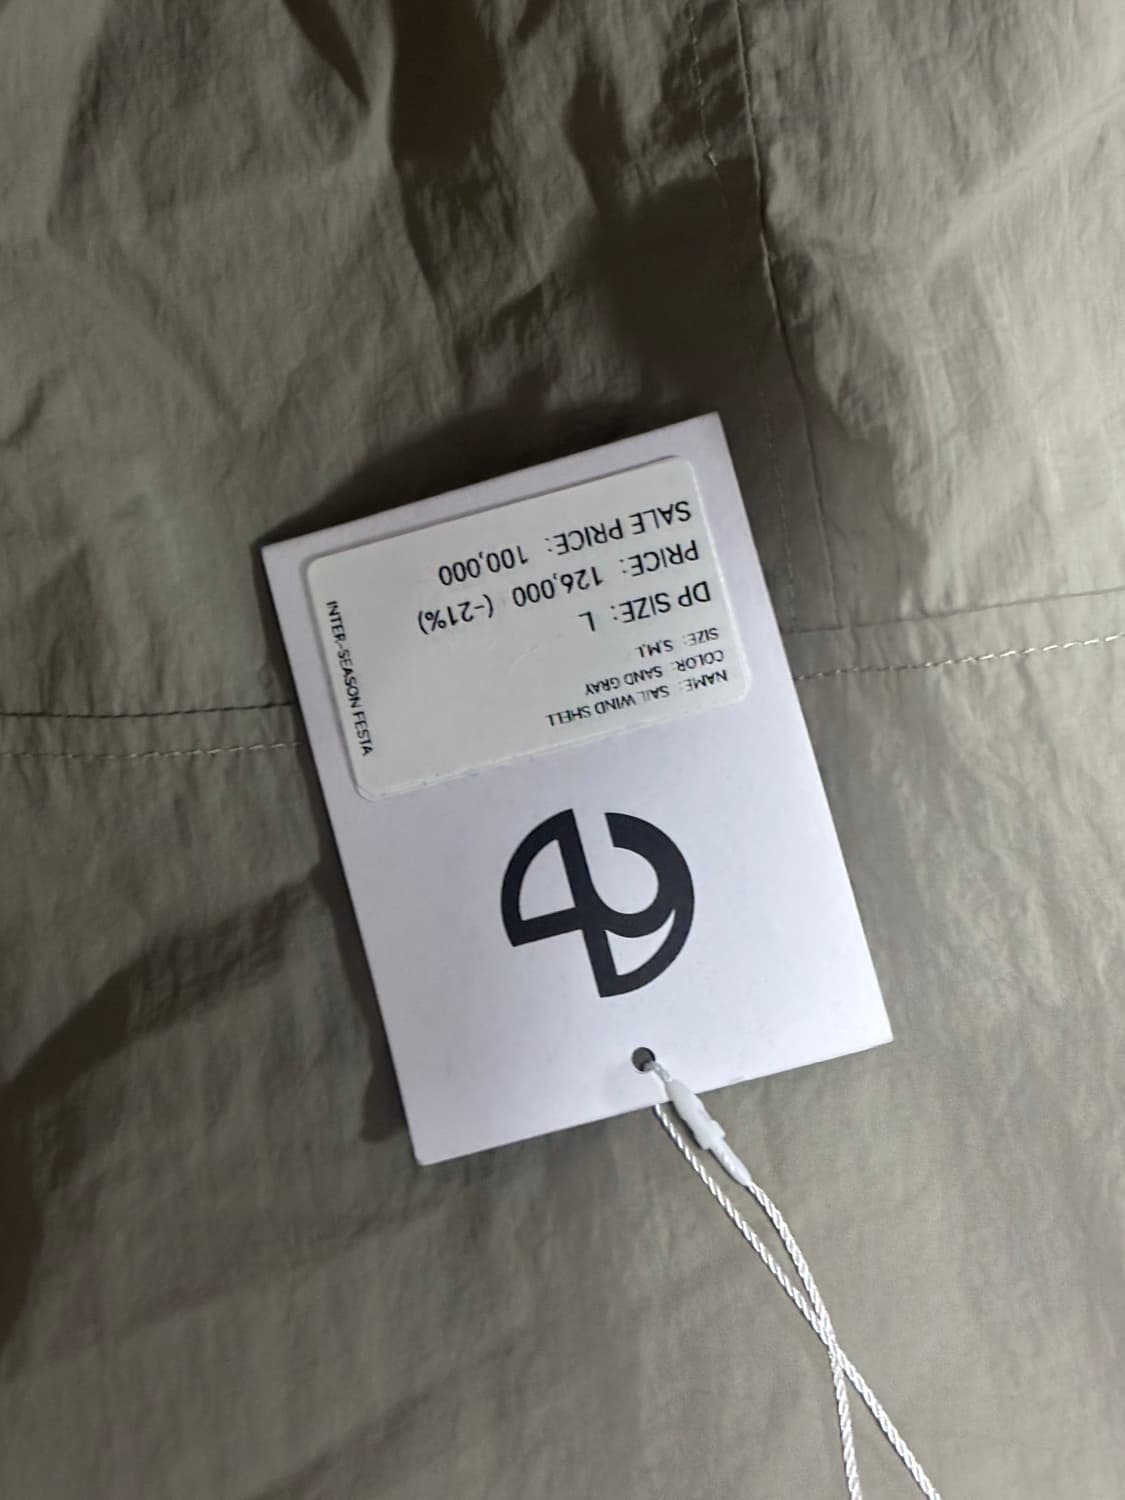 NAME: SAIL WIND SHELL
COLOR: SAND GRAY
SIZE: S,M,L
DP SIZE: L
PRICE: 126,000 (-21%)
SALE PRICE: 100,000
INTER-SEASON FESTA